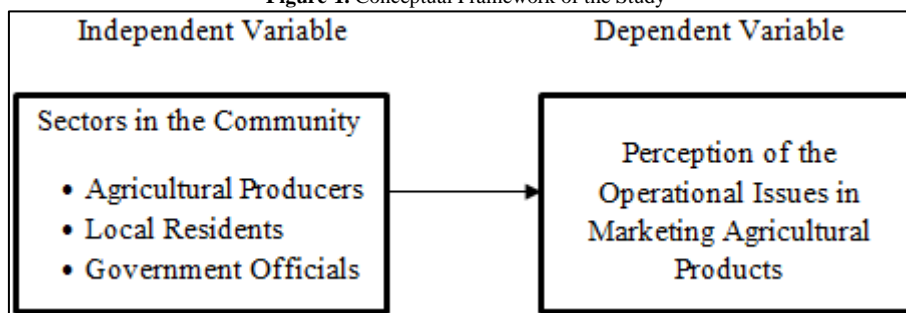 Figure 1. Conceptual Framework of the Study
Independent Variable
Dependent Variable
Sectors in the Community
• Agricultural Producers
• Local Residents
• Government Officials
Perception of the
Operational Issues in
Marketing Agricultural
Products